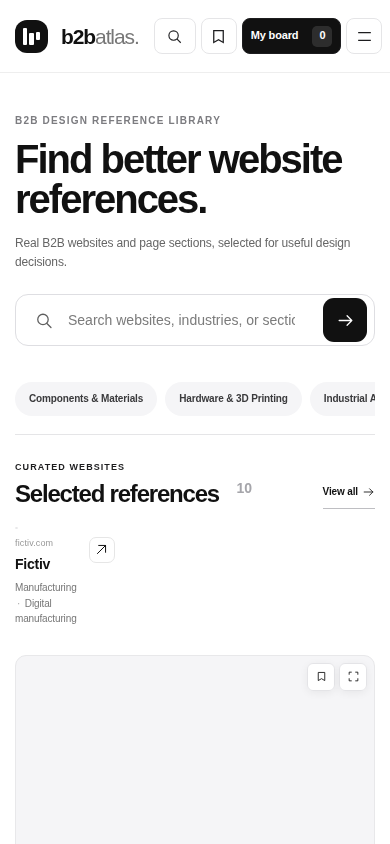 b2batlas.
My board 0
B2B DESIGN REFERENCE LIBRARY
Find better website
references.
Real B2B websites and page sections, selected for useful design
decisions.
Search websites, industries, or sectic
Components & Materials
Hardware & 3D Printing
Industrial A
CURATED WEBSITES
Selected references 10
View all
·
fictiv.com
Fictiv
Manufacturing
· Digital
manufacturing